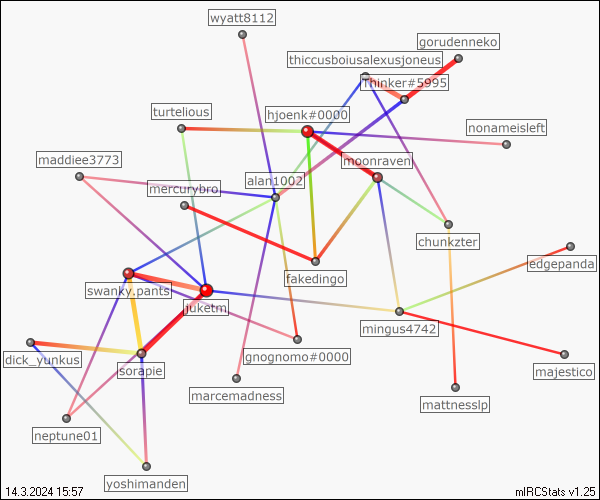 wyatt8112
gorudenneko
thiccusboiusalexusjoneus
Thinker#5995
turtelious
hjoenk#0000
nonameisleft
maddiee3773
moonraven
alan1002
mercurybro
chunkzter
edgepanda
fakedingo
swanky.pants
juketm
mingus4742
dick_yunkus
gnognomo#0000
sorapie
majestico
marcemadness
mattnesslp
neptune01
yoshimanden
14.3.2024 15:57
mIRCStats v1.25